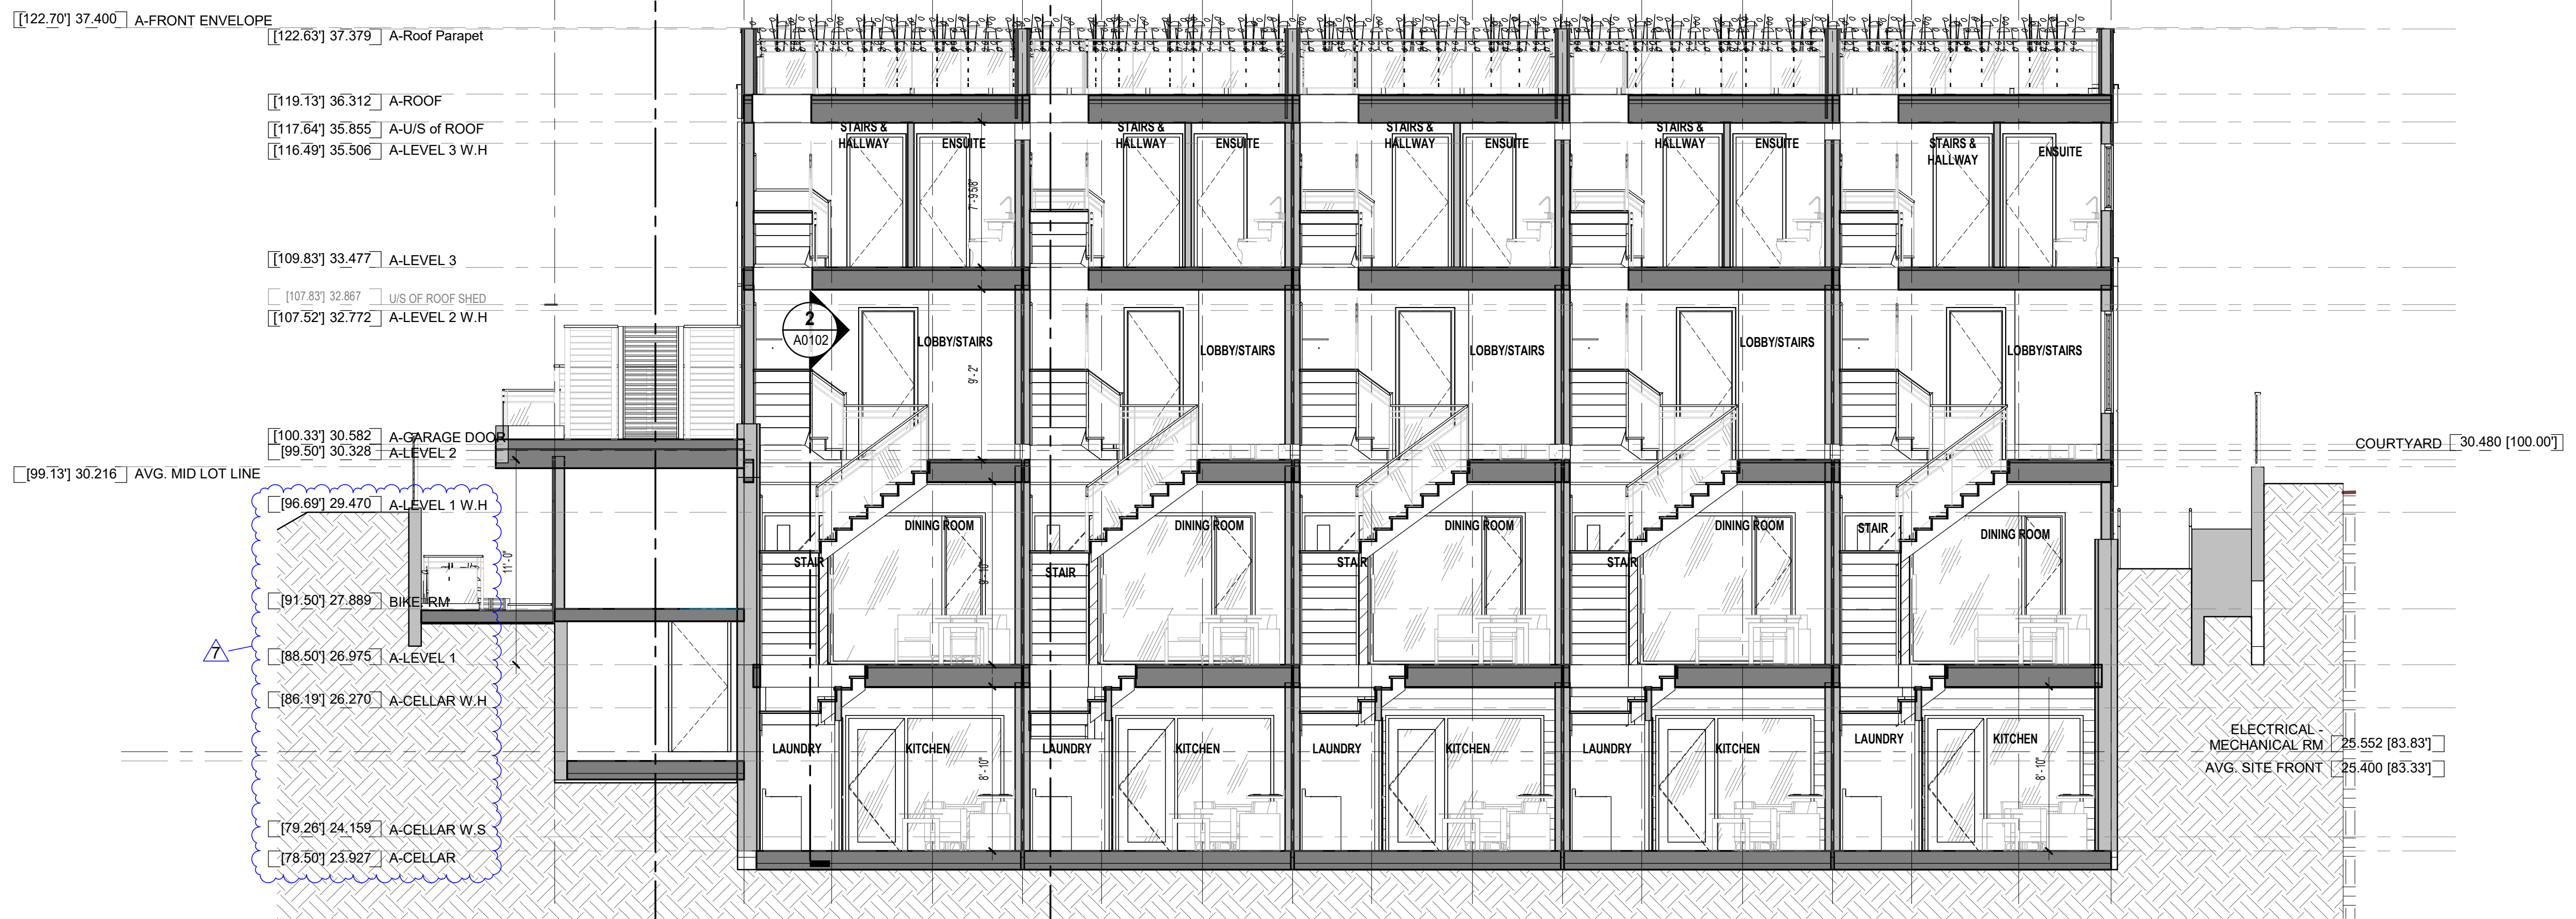 [122.70'] 37.400 A-FRONT ENVELOPE
[122.63'] 37.379 A-Roof Parapet
[119.13'] 36.312 A-ROOF
[117.64'] 35.855 A-U/S of ROOF
[116.49'] 35.506 A-LEVEL 3 W.H
STAIRS &
HALLWAY
ENSUITE
STAIRS &
HALLWAY
ENSUITE
STAIRS &
HALLWAY
ENSUITE
STAIRS &
HALLWAY
ENSUITE
STAIRS &
HALLWAY
ENSUITE
7' - 9 5/8"
[109.83'] 33.477 A-LEVEL 3
[107.83'] 32.867 U/S OF ROOF SHED
[107.52'] 32.772 A-LEVEL 2 W.H
2
A0102
LOBBY/STAIRS
LOBBY/STAIRS
LOBBY/STAIRS
LOBBY/STAIRS
LOBBY/STAIRS
9' - 2"
[100.33'] 30.582 A-GARAGE DOOR
[99.50'] 30.328 A-LEVEL 2
COURTYARD 30.480 [100.00']
[99.13'] 30.216 AVG. MID LOT LINE
[96.69'] 29.470 A-LEVEL 1 W.H
DINING ROOM
DINING ROOM
DINING ROOM
DINING ROOM
STAIR
DINING ROOM
11' - 0"
STAIR
9' - 10"
STAIR
STAIR
STAIR
[91.50'] 27.889 BIKE. RM
7
[88.50'] 26.975 A-LEVEL 1
[86.19'] 26.270 A-CELLAR W.H
LAUNDRY
KITCHEN
LAUNDRY
KITCHEN
LAUNDRY
KITCHEN
LAUNDRY
KITCHEN
LAUNDRY
KITCHEN
8' - 10"
8' - 10"
ELECTRICAL -
MECHANICAL RM 25.552 [83.83']
AVG. SITE FRONT 25.400 [83.33']
[79.26'] 24.159 A-CELLAR W.S
[78.50'] 23.927 A-CELLAR